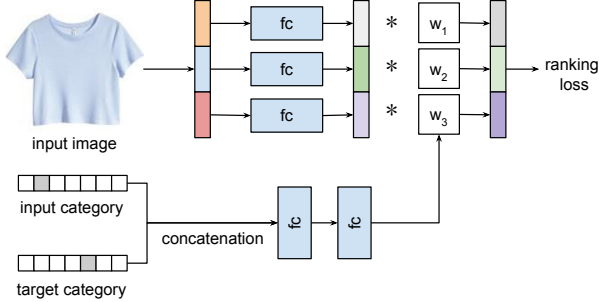 fc
*
w₁
fc
*
w₂
ranking
loss
fc
*
w₃
input image
input category
concatenation
fc
fc
target category